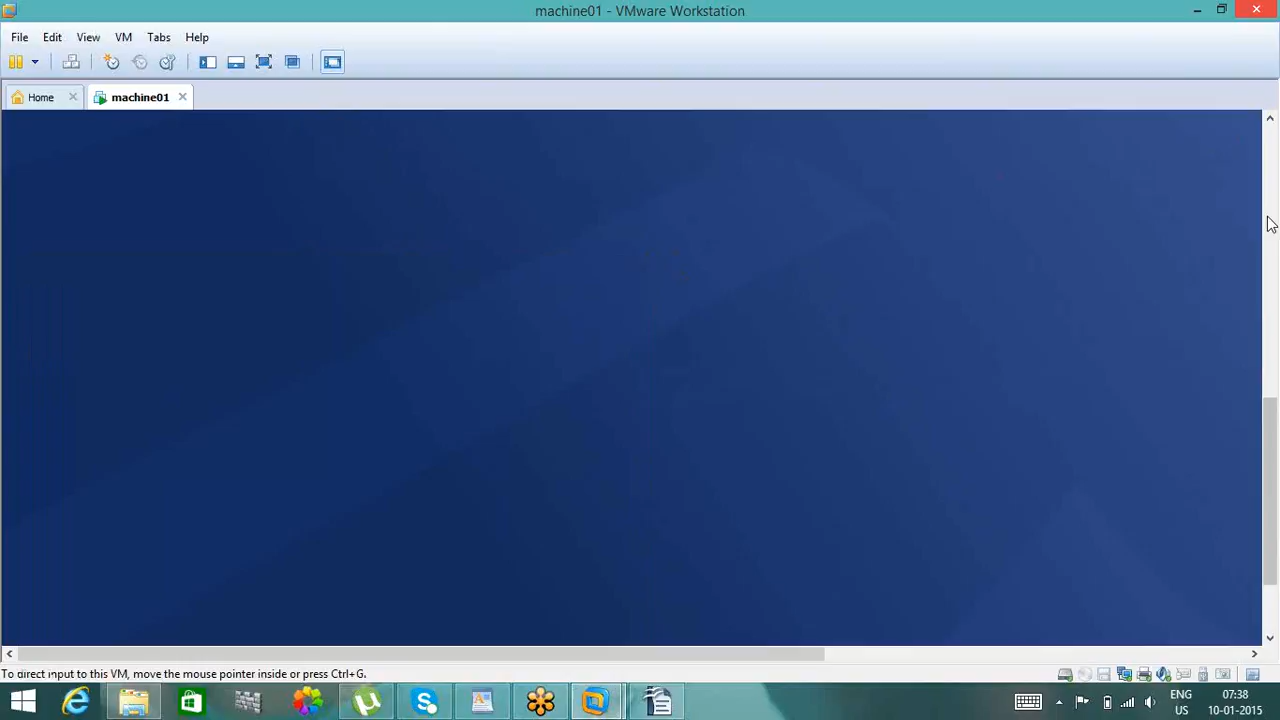 machine01 - VMware Workstation
File Edit View VM Tabs Help
Home machine01
To direct input to this VM, move the mouse pointer inside or press Ctrl+G.
ENG 07:38
US 10-01-2015